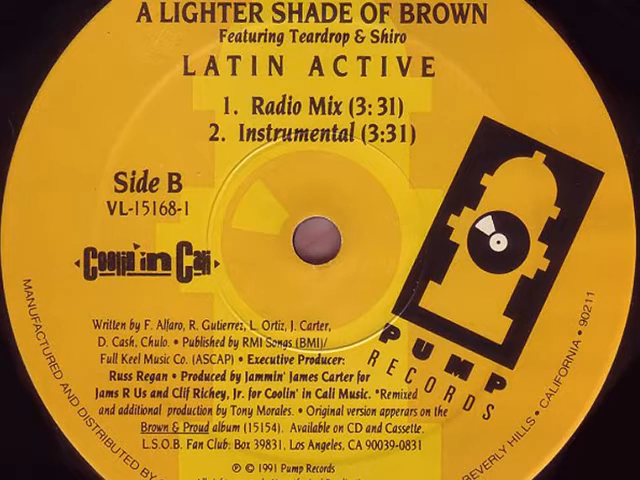 A LIGHTER SHADE OF BROWN
Featuring Teardrop & Shiro
LATIN ACTIVE
1. Radio Mix (3:31)
2. Instrumental (3:31)
Side B
VL-15168-1
Coolin' in Cali
PUMP
RECORDS
Written by F. Alfaro, R. Gutierrez, L. Ortiz, J. Carter,
D. Cash, Chulo. • Published by RMI Songs (BMI)/
Full Keel Music Co. (ASCAP) • Executive Producer:
Russ Regan • Produced by Jammin' James Carter for
Jams R Us and Clif Richey, Jr. for Coolin' in Cali Music. *Remixed
and additional production by Tony Morales. • Original version apperars on the
Brown & Proud album (15154). Available on CD and Cassette.
L.S.O.B. Fan Club: Box 39831, Los Angeles, CA 90039-0831
℗ © 1991 Pump Records
MANUFACTURED AND DISTRIBUTED BY
BEVERLY HILLS • CALIFORNIA • 90211